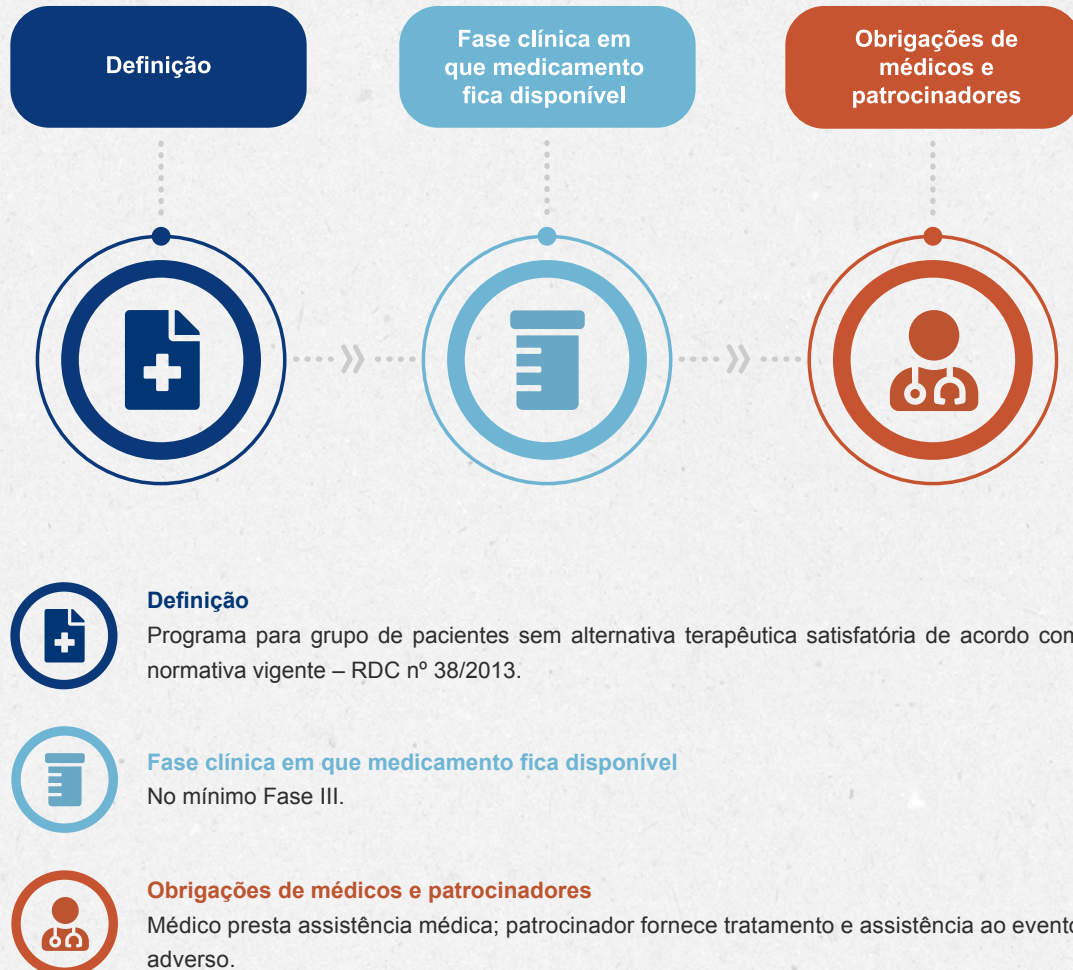 Definição
Fase clínica em
que medicamento
fica disponível
Obrigações de
médicos e
patrocinadores
Definição
Programa para grupo de pacientes sem alternativa terapêutica satisfatória de acordo com
normativa vigente – RDC nº 38/2013.
Fase clínica em que medicamento fica disponível
No mínimo Fase III.
Obrigações de médicos e patrocinadores
Médico presta assistência médica; patrocinador fornece tratamento e assistência ao evento
adverso.